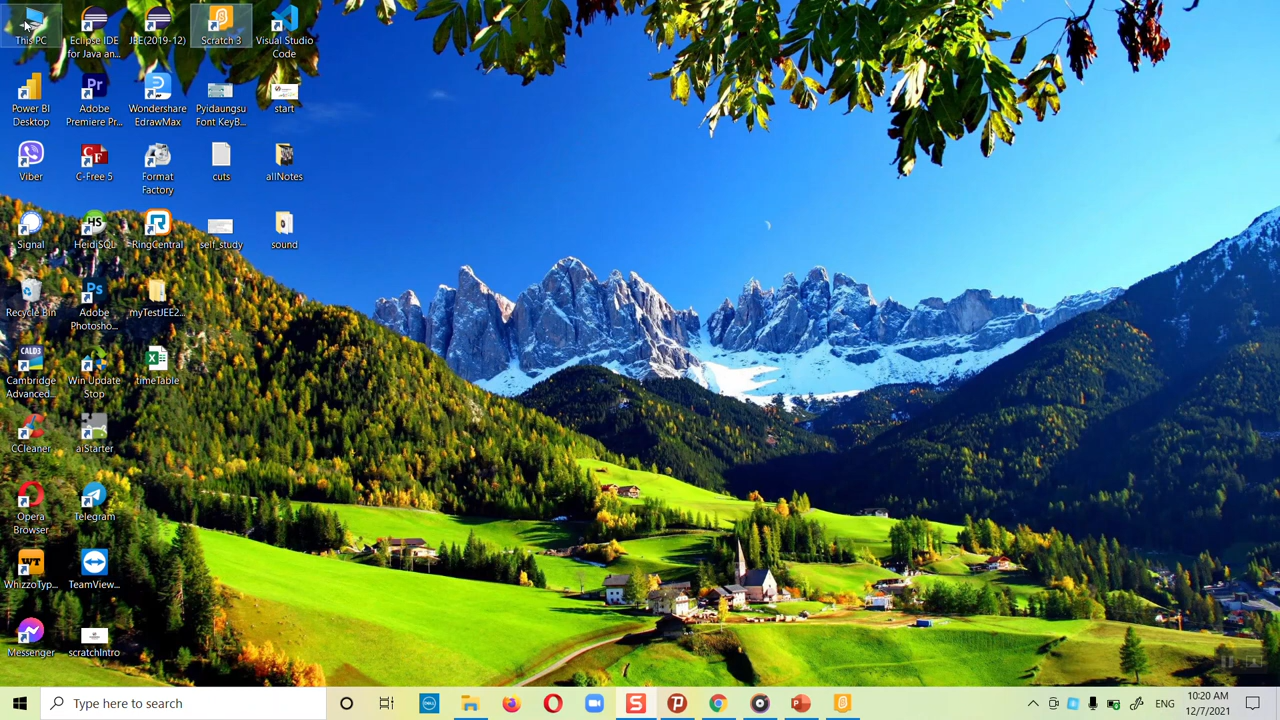 This PC
Eclipse IDE
for Java an...
JEE(2019-12)
Scratch 3
Visual Studio
Code
Power BI
Desktop
Adobe
Premiere Pr...
Wondershare
EdrawMax
Pyidaungsu
Font KeyB...
start
Viber
C-Free 5
Format
Factory
cuts
allNotes
Signal
HeidiSQL
RingCentral
self_study
sound
Recycle Bin
Adobe
Photosho...
myTestJEE2...
Cambridge
Advanced...
Win Update
Stop
timeTable
CCleaner
aiStarter
Opera
Browser
Telegram
WhizzoTyp...
TeamView...
Messenger
scratchIntro
Type here to search
ENG
10:20 AM
12/7/2021